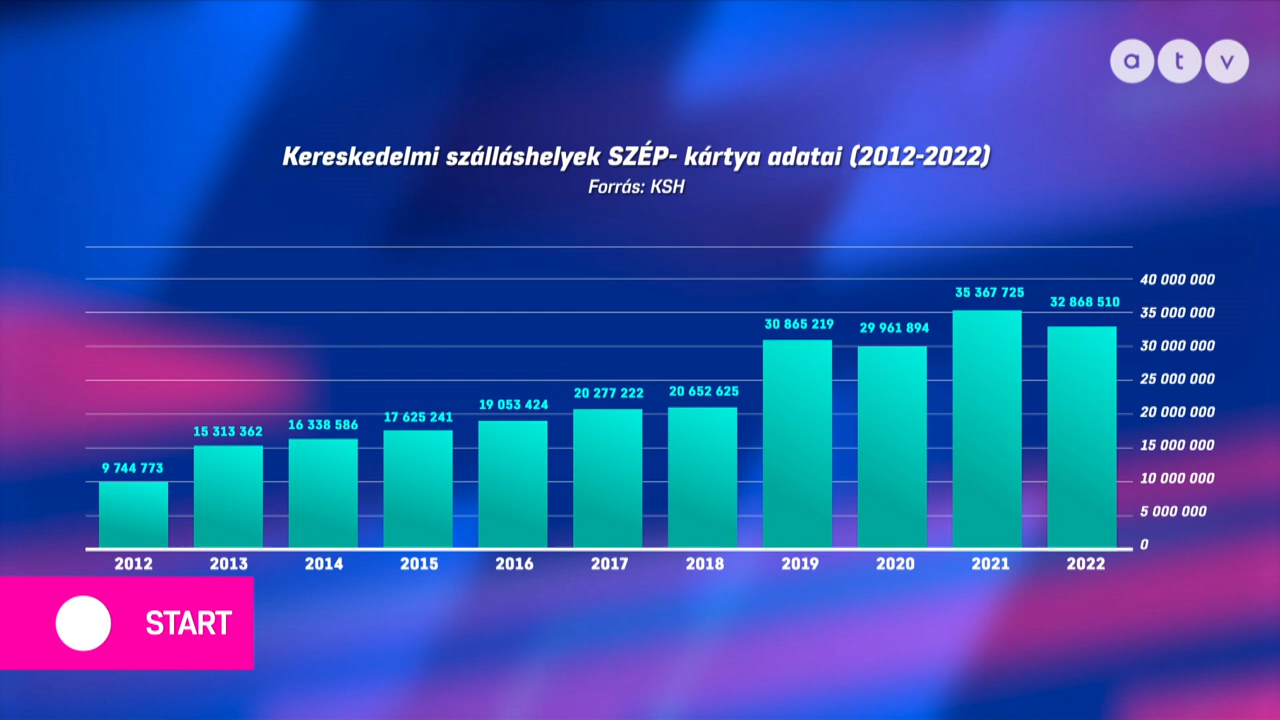 a t v
Kereskedelmi szálláshelyek SZÉP- kártya adatai (2012-2022)
Forrás: KSH
40 000 000
35 000 000
30 000 000
25 000 000
20 000 000
15 000 000
10 000 000
5 000 000
0
9 744 773
15 313 362
16 338 586
17 625 241
19 053 424
20 277 222
20 652 625
30 865 219
29 961 894
35 367 725
32 868 510
2012 2013 2014 2015 2016 2017 2018 2019 2020 2021 2022
START